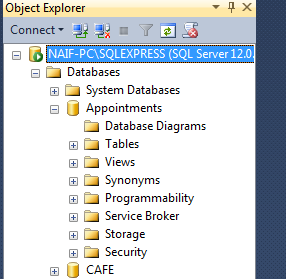 Object Explorer
Connect
NAIF-PC\SQLEXPRESS (SQL Server 12.0
Databases
System Databases
Appointments
Database Diagrams
Tables
Views
Synonyms
Programmability
Service Broker
Storage
Security
CAFE